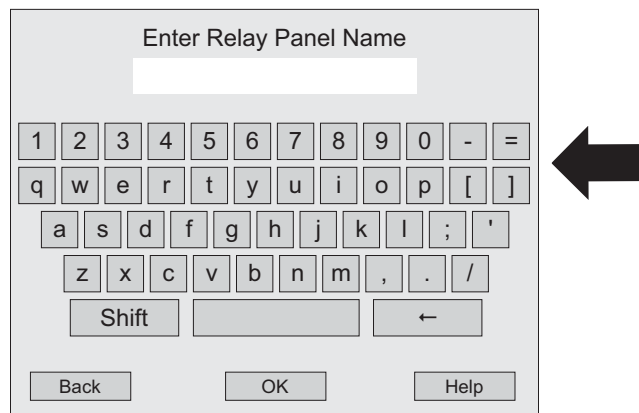 Enter Relay Panel Name
1 2 3 4 5 6 7 8 9 0 - =
q w e r t y u i o p [ ]
a s d f g h j k l ; '
z x c v b n m , . /
Shift ←
Back OK Help